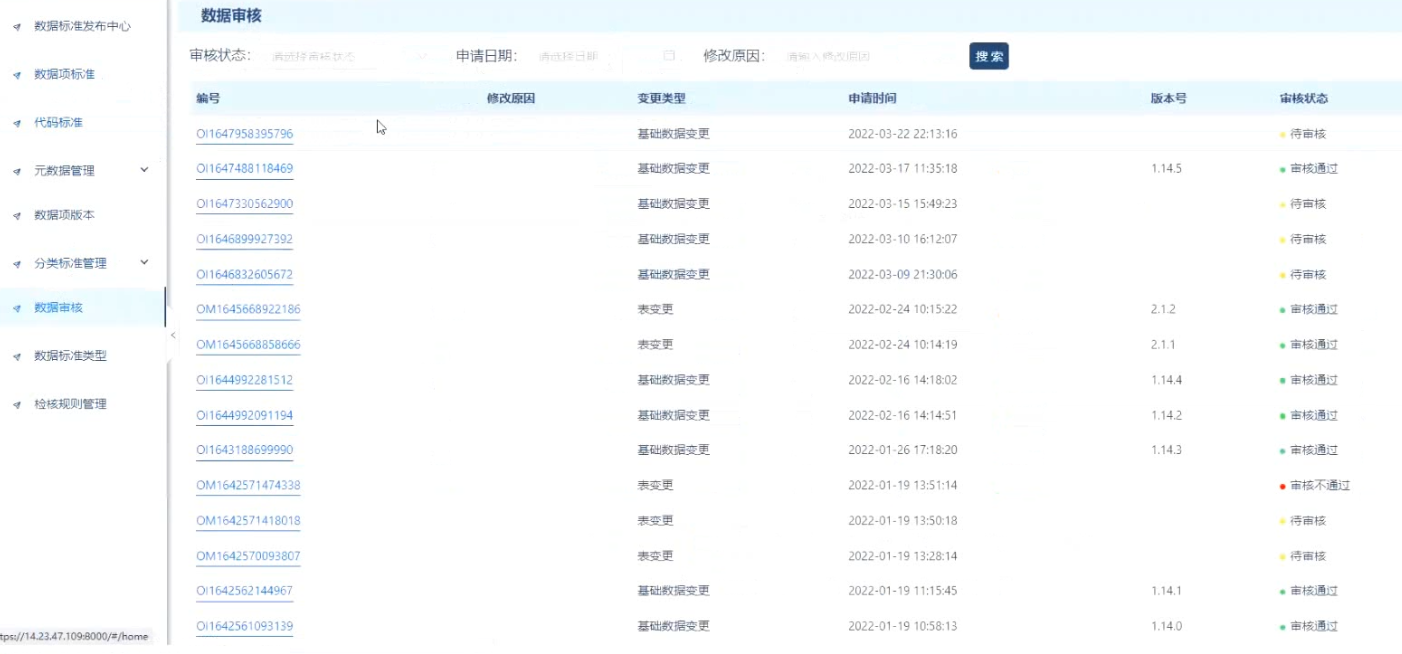 数据标准发布中心
数据项标准
代码标准
元数据管理
数据项版本
分类标准管理
数据审核
数据标准类型
检核规则管理
数据审核
审核状态： 请选择审核状态 申请日期： 请选择日期 修改原因： 请输入修改原因 搜索
编号 修改原因 变更类型 申请时间 版本号 审核状态
OI1647958395796 基础数据变更 2022-03-22 22:13:16 待审核
OI1647488118469 基础数据变更 2022-03-17 11:35:18 1.14.5 审核通过
OI1647330562900 基础数据变更 2022-03-15 15:49:23 待审核
OI1646899927392 基础数据变更 2022-03-10 16:12:07 待审核
OI1646832605672 基础数据变更 2022-03-09 21:30:06 待审核
OM1645668922186 表变更 2022-02-24 10:15:22 2.1.2 审核通过
OM1645668858666 表变更 2022-02-24 10:14:19 2.1.1 审核通过
OI1644992281512 基础数据变更 2022-02-16 14:18:02 1.14.4 审核通过
OI1644992091194 基础数据变更 2022-02-16 14:14:51 1.14.2 审核通过
OI1643188699990 基础数据变更 2022-01-26 17:18:20 1.14.3 审核通过
OM1642571474338 表变更 2022-01-19 13:51:14 审核不通过
OM1642571418018 表变更 2022-01-19 13:50:18 待审核
OM1642570093807 表变更 2022-01-19 13:28:14 待审核
OI1642562144967 基础数据变更 2022-01-19 11:15:45 1.14.1 审核通过
OI1642561093139 基础数据变更 2022-01-19 10:58:13 1.14.0 审核通过
tps://14.23.47.109:8000/#/home